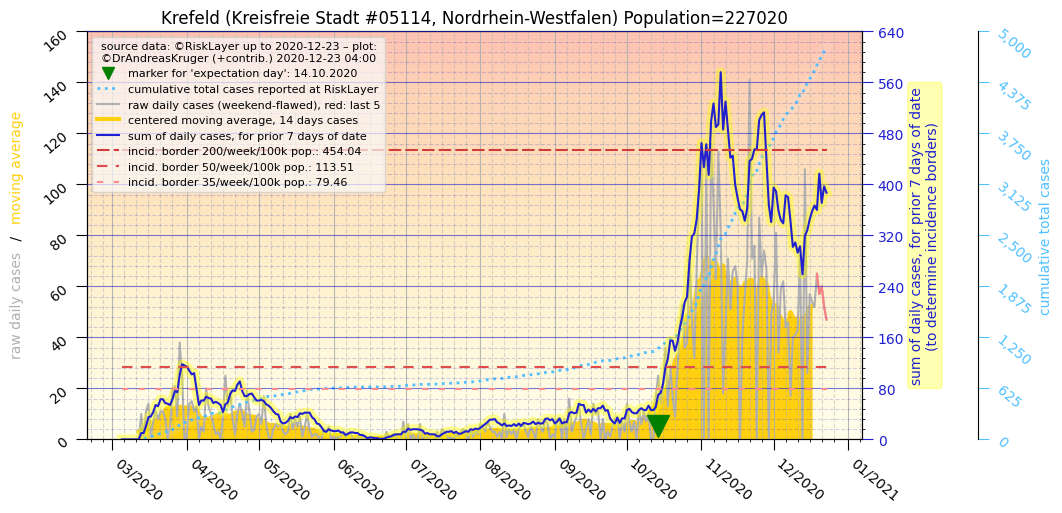 Krefeld (Kreisfreie Stadt #05114, Nordrhein-Westfalen) Population=227020
source data: ©RiskLayer up to 2020-12-23 – plot:
©DrAndreasKruger (+contrib.) 2020-12-23 04:00
marker for 'expectation day': 14.10.2020
cumulative total cases reported at RiskLayer
raw daily cases (weekend-flawed), red: last 5
centered moving average, 14 days cases
sum of daily cases, for prior 7 days of date
incid. border 200/week/100k pop.: 454.04
incid. border 50/week/100k pop.: 113.51
incid. border 35/week/100k pop.: 79.46
raw daily cases / moving average
160
140
120
100
80
60
40
20
0
640
560
480
400
320
240
160
80
0
sum of daily cases, for prior 7 days of date
(to determine incidence borders)
5,000
4,375
3,750
3,125
2,500
1,875
1,250
625
0
cumulative total cases
03/2020
04/2020
05/2020
06/2020
07/2020
08/2020
09/2020
10/2020
11/2020
12/2020
01/2021